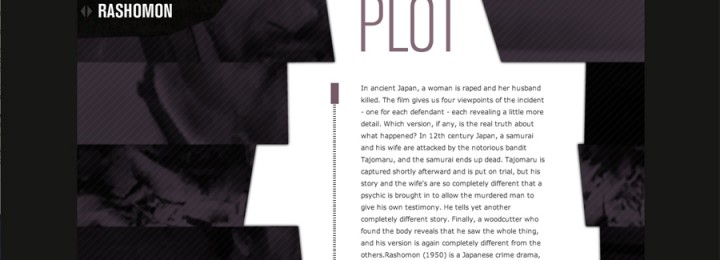 RASHOMON
PLOT
In ancient Japan, a woman is raped and her husband
killed. The film gives us four viewpoints of the incident
- one for each defendant - each revealing a little more
detail. Which version, if any, is the real truth about
what happened? In 12th century Japan, a samurai
and his wife are attacked by the notorious bandit
Tajomaru, and the samurai ends up dead. Tajomaru is
captured shortly afterward and is put on trial, but his
story and the wife's are so completely different that a
psychic is brought in to allow the murdered man to
give his own testimony. He tells yet another
completely different story. Finally, a woodcutter who
found the body reveals that he saw the whole thing,
and his version is again completely different from the
others.Rashomon (1950) is a Japanese crime drama,